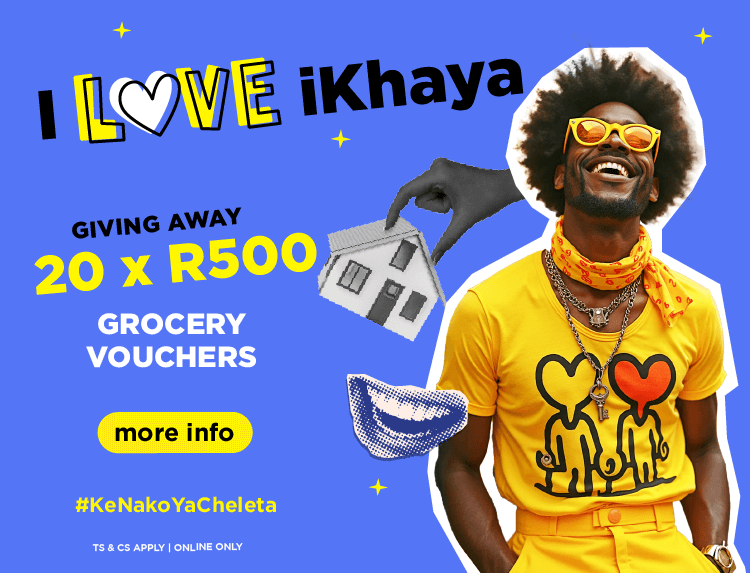 I LOVE iKhaya
GIVING AWAY
20 x R500
GROCERY
VOUCHERS
more info
#KeNakoYaCheleta
TS & CS APPLY | ONLINE ONLY